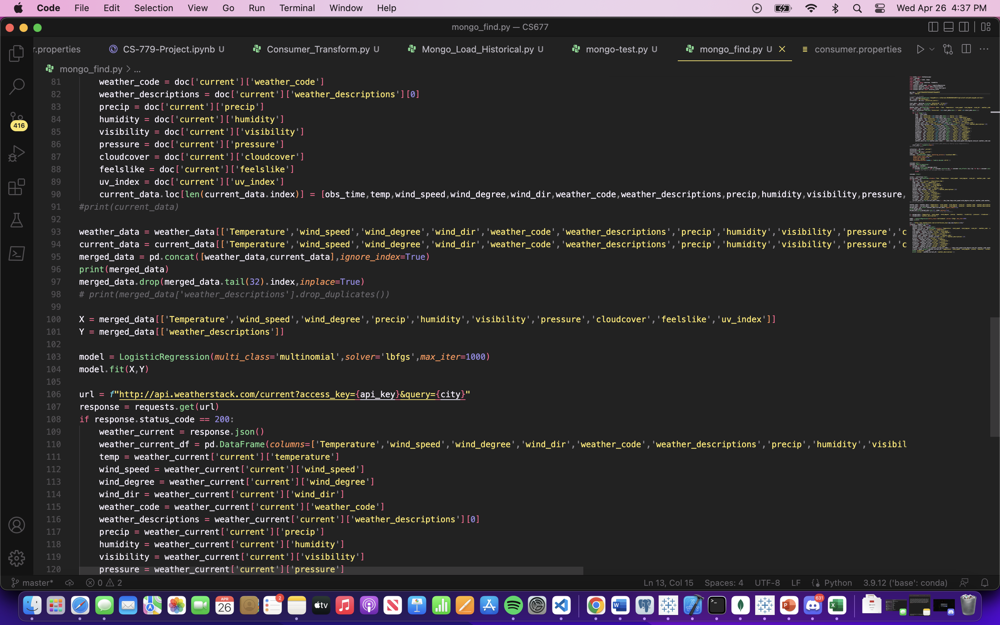 Code File Edit Selection View Go Run Terminal Window Help Wed Apr 26 4:37 PM
mongo_find.py — CS677
r.properties CS-779-Project.ipynb U Consumer_Transform.py U Mongo_Load_Historical.py U mongo-test.py U mongo_find.py U consumer.properties
mongo_find.py > ...
81 weather_code = doc['current']['weather_code']
82 weather_descriptions = doc['current']['weather_descriptions'][0]
83 precip = doc['current']['precip']
84 humidity = doc['current']['humidity']
85 visibility = doc['current']['visibility']
86 pressure = doc['current']['pressure']
87 cloudcover = doc['current']['cloudcover']
88 feelslike = doc['current']['feelslike']
89 uv_index = doc['current']['uv_index']
90 current_data.loc[len(current_data.index)] = [obs_time,temp,wind_speed,wind_degree,wind_dir,weather_code,weather_descriptions,precip,humidity,visibility,pressure,
91 #print(current_data)
92
93 weather_data = weather_data[['Temperature','wind_speed','wind_degree','wind_dir','weather_code','weather_descriptions','precip','humidity','visibility','pressure','c
94 current_data = current_data[['Temperature','wind_speed','wind_degree','wind_dir','weather_code','weather_descriptions','precip','humidity','visibility','pressure','c
95 merged_data = pd.concat([weather_data,current_data],ignore_index=True)
96 print(merged_data)
97 merged_data.drop(merged_data.tail(32).index,inplace=True)
98 # print(merged_data['weather_descriptions'].drop_duplicates())
99
100 X = merged_data[['Temperature','wind_speed','wind_degree','precip','humidity','visibility','pressure','cloudcover','feelslike','uv_index']]
101 Y = merged_data[['weather_descriptions']]
102
103 model = LogisticRegression(multi_class='multinomial',solver='lbfgs',max_iter=1000)
104 model.fit(X,Y)
105
106 url = f"http://api.weatherstack.com/current?access_key={api_key}&query={city}"
107 response = requests.get(url)
108 if response.status_code == 200:
109 weather_current = response.json()
110 weather_current_df = pd.DataFrame(columns=['Temperature','wind_speed','wind_degree','wind_dir','weather_code','weather_descriptions','precip','humidity','visibil
111 temp = weather_current['current']['temperature']
112 wind_speed = weather_current['current']['wind_speed']
113 wind_degree = weather_current['current']['wind_degree']
114 wind_dir = weather_current['current']['wind_dir']
115 weather_code = weather_current['current']['weather_code']
116 weather_descriptions = weather_current['current']['weather_descriptions'][0]
117 precip = weather_current['current']['precip']
118 humidity = weather_current['current']['humidity']
119 visibility = weather_current['current']['visibility']
120 pressure = weather_current['current']['pressure']
416
master* 0 2 Ln 13, Col 15 Spaces: 4 UTF-8 LF Python 3.9.12 ('base': conda)
APR
26
2
tv
631